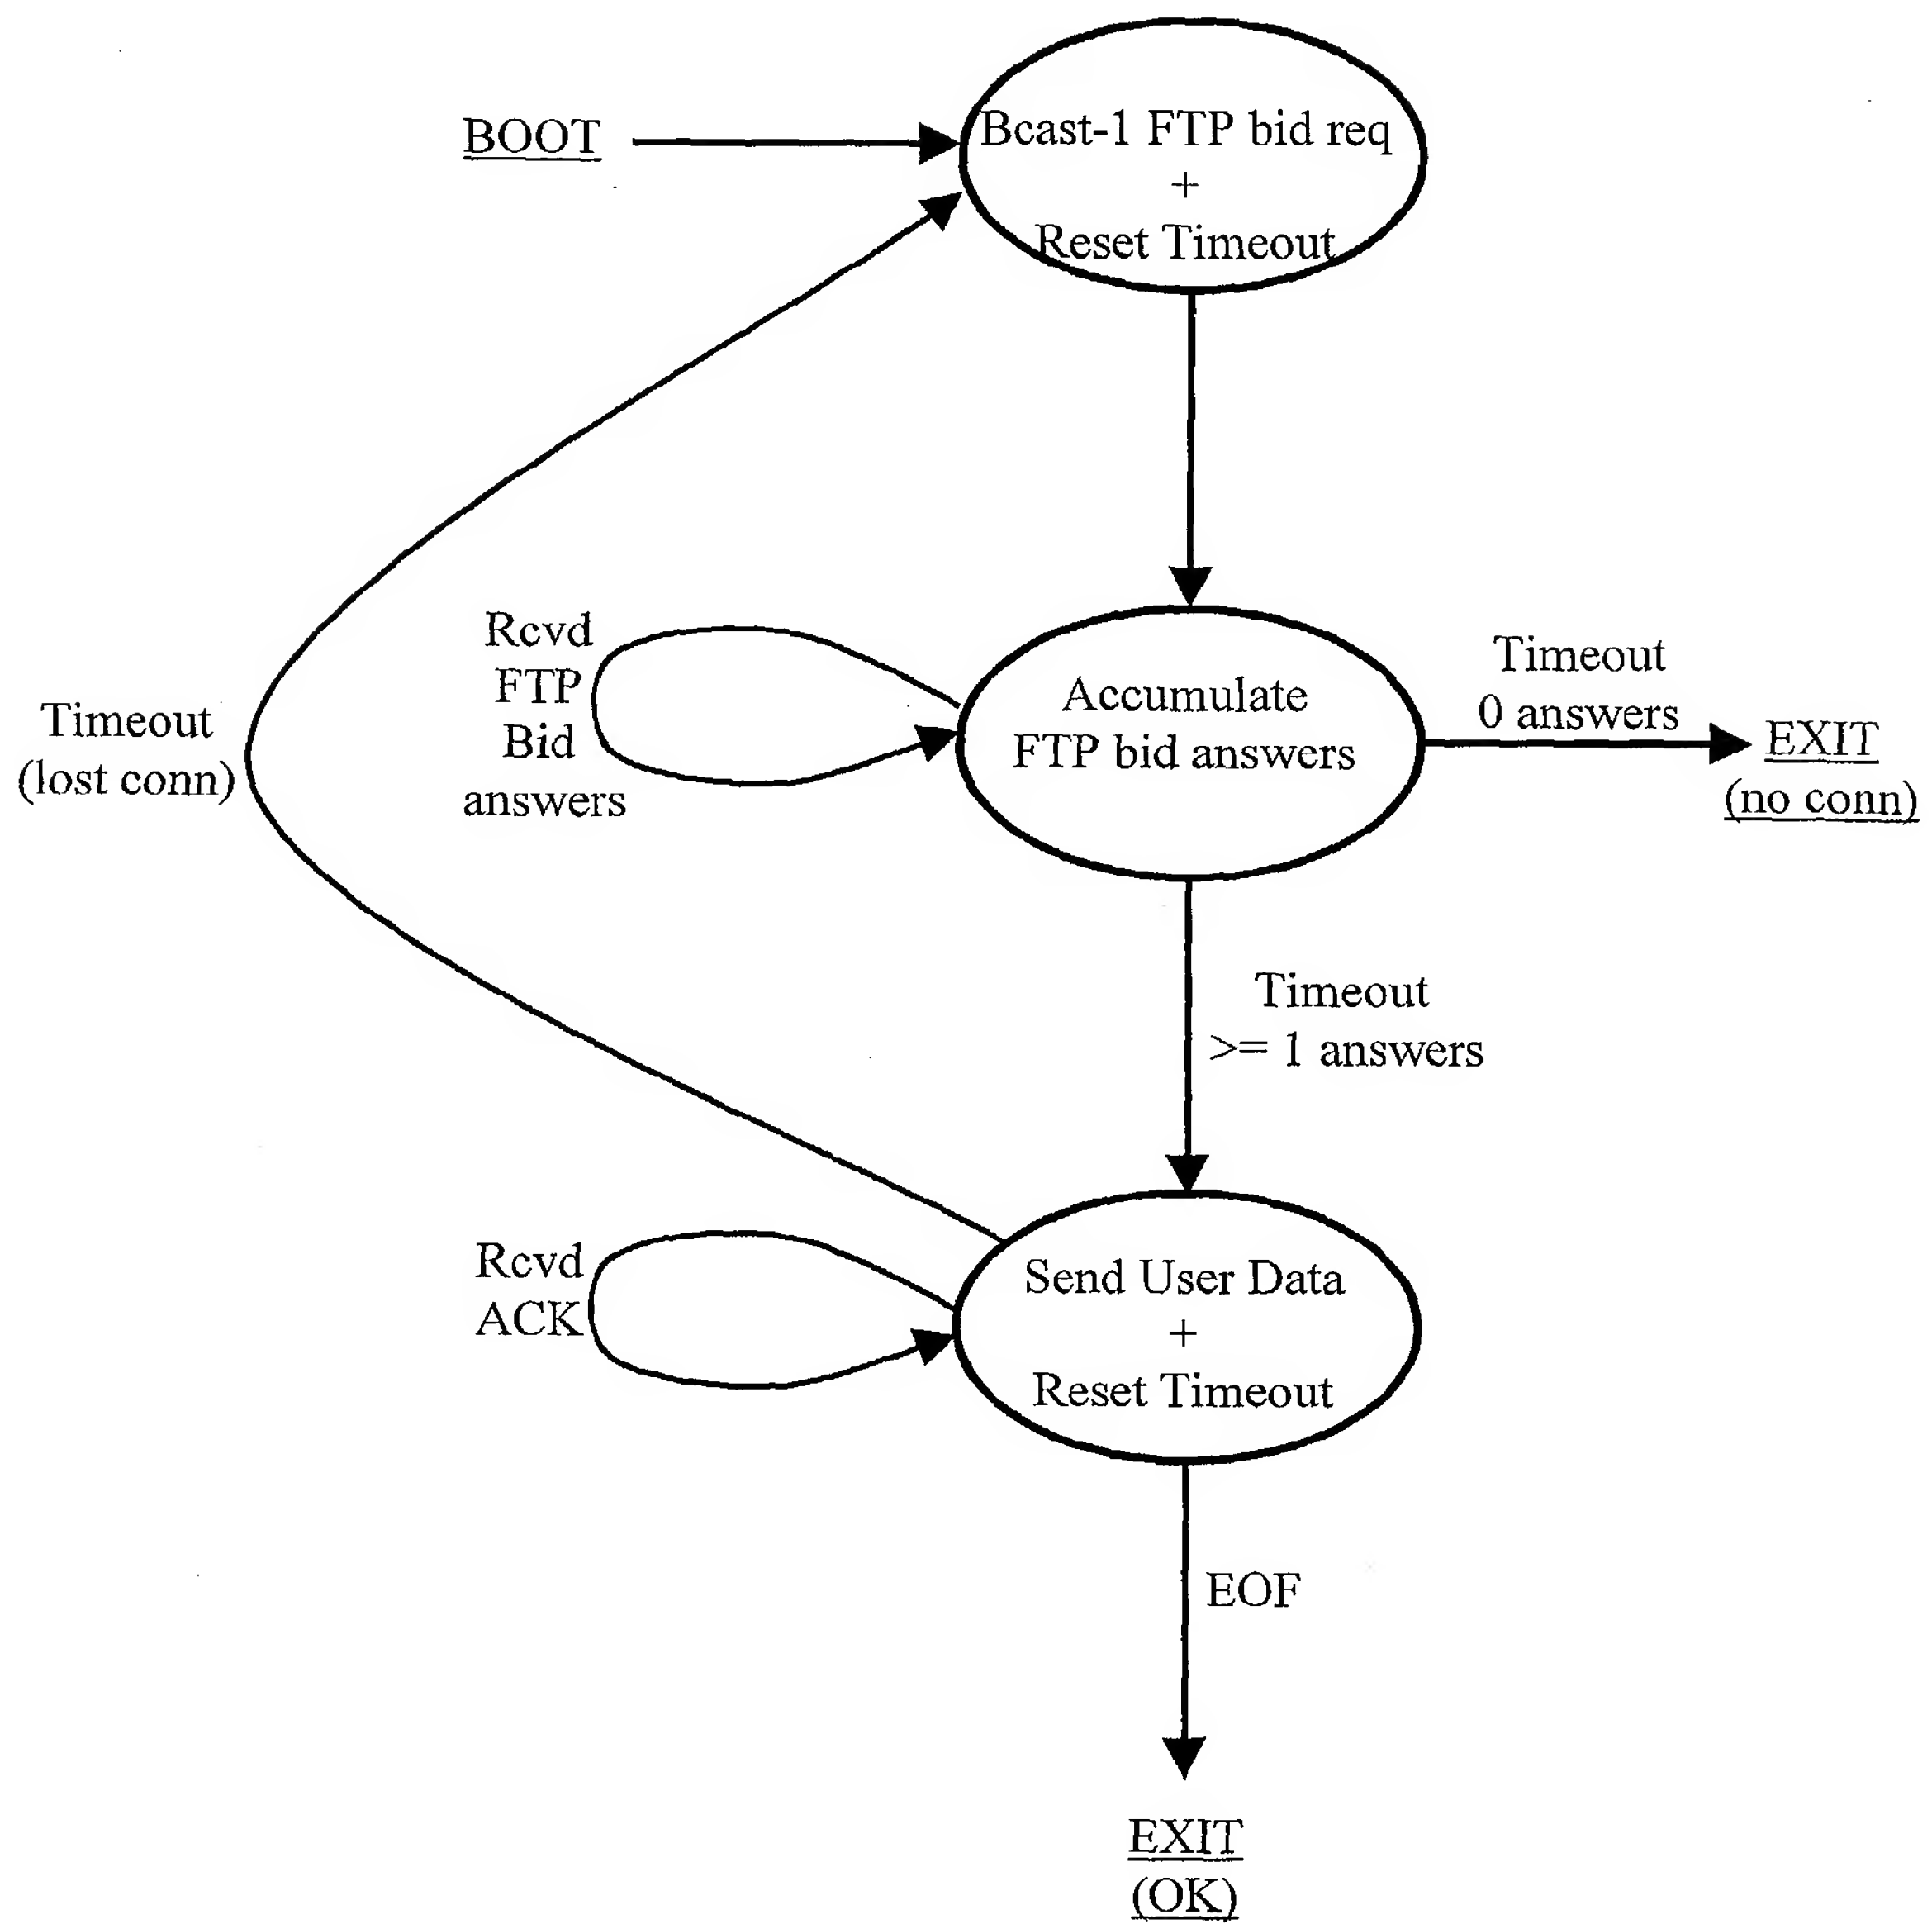 BOOT
Bcast-1 FTP bid req
+
Reset Timeout
Rcvd
FTP
Bid
answers
Accumulate
FTP bid answers
Timeout
0 answers
EXIT
(no conn)
Timeout
(lost conn)
Timeout
>= 1 answers
Rcvd
ACK
Send User Data
+
Reset Timeout
EOF
EXIT
(OK)